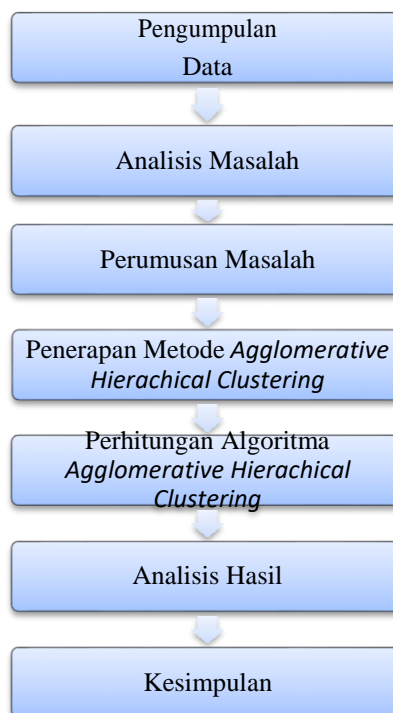 Pengumpulan
Data
Analisis Masalah
Perumusan Masalah
Penerapan Metode Agglomerative
Hierachical Clustering
Perhitungan Algoritma
Agglomerative Hierachical
Clustering
Analisis Hasil
Kesimpulan